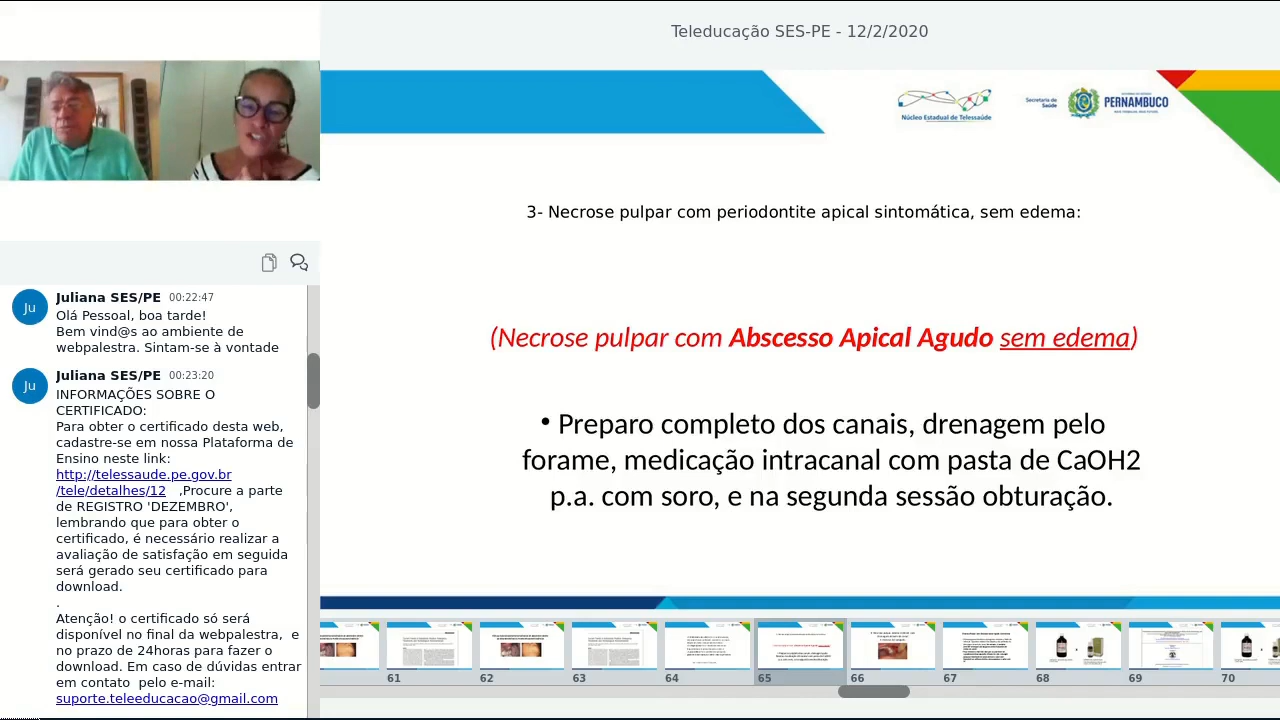 Teleducação SES-PE - 12/2/2020
Núcleo Estadual de Telessaúde
Secretaria de
Saúde
PERNAMBUCO
3- Necrose pulpar com periodontite apical sintomática, sem edema:
(Necrose pulpar com Abscesso Apical Agudo sem edema)
• Preparo completo dos canais, drenagem pelo
forame, medicação intracanal com pasta de CaOH2
p.a. com soro, e na segunda sessão obturação.
Ju
Juliana SES/PE 00:22:47
Olá Pessoal, boa tarde!
Bem vind@s ao ambiente de
webpalestra. Sintam-se à vontade
Ju
Juliana SES/PE 00:23:20
INFORMAÇÕES SOBRE O
CERTIFICADO:
Para obter o certificado desta web,
cadastre-se em nossa Plataforma de
Ensino neste link:
http://telessaude.pe.gov.br
/tele/detalhes/12 ,Procure a parte
de REGISTRO 'DEZEMBRO',
lembrando que para obter o
certificado, é necessário realizar a
avaliação de satisfação em seguida
será gerado seu certificado para
download.
.
Atenção! o certificado só será
disponível no final da webpalestra, e
no prazo de 24horas para fazer o
download. Em caso de dúvidas entre
em contato pelo e-mail:
suporte.teleeducacao@gmail.com
61 62 63 64 65 66 67 68 69 70